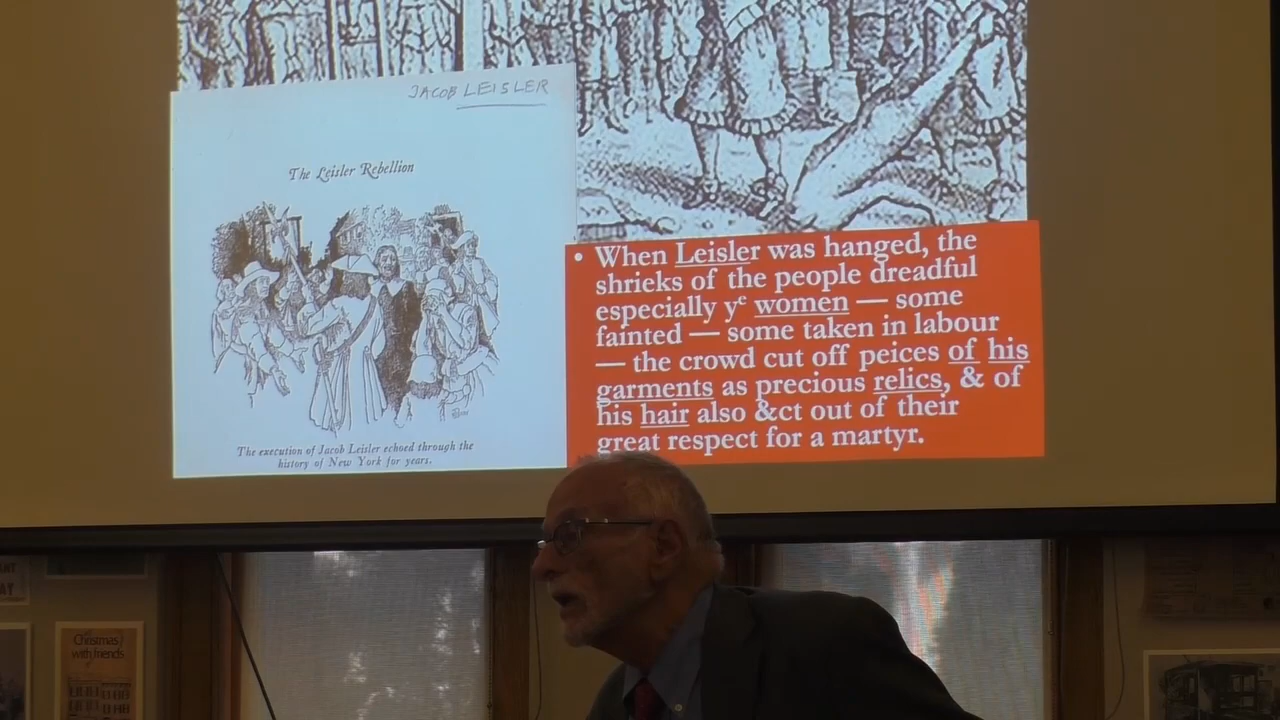 JACOB LEISLER
The Leisler Rebellion
The execution of Jacob Leisler echoed through the
history of New York for years.
• When Leisler was hanged, the
shrieks of the people dreadful
especially yᵉ women — some
fainted — some taken in labour
— the crowd cut off peices of his
garments as precious relics, & of
his hair also &ct out of their
great respect for a martyr.
Christmas
with friends